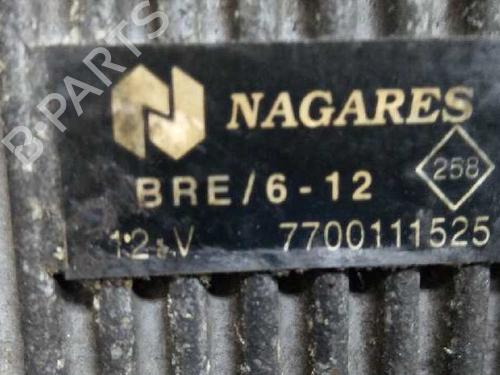 NAGARES
258
BRE/6-12
12 V 7700111525
B-PARTS